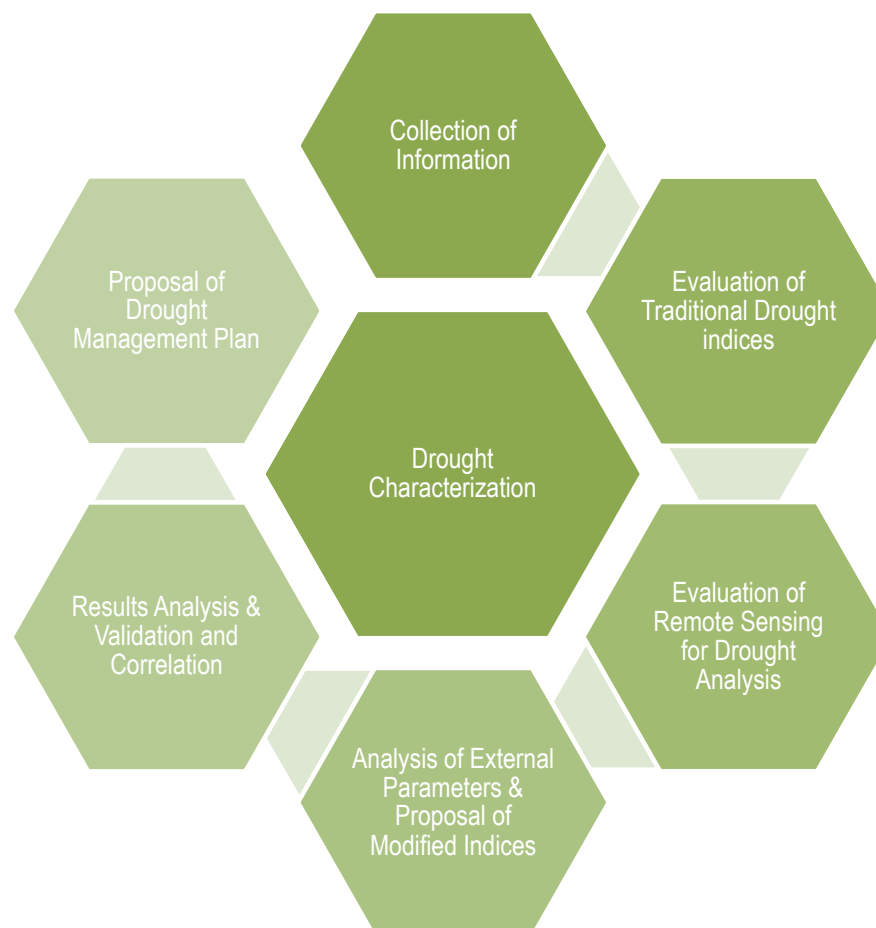 Collection of
Information
Evaluation of
Traditional Drought
indices
Evaluation of
Remote Sensing
for Drought
Analysis
Analysis of External
Parameters &
Proposal of
Modified Indices
Results Analysis &
Validation and
Correlation
Proposal of
Drought
Management Plan
Drought
Characterization